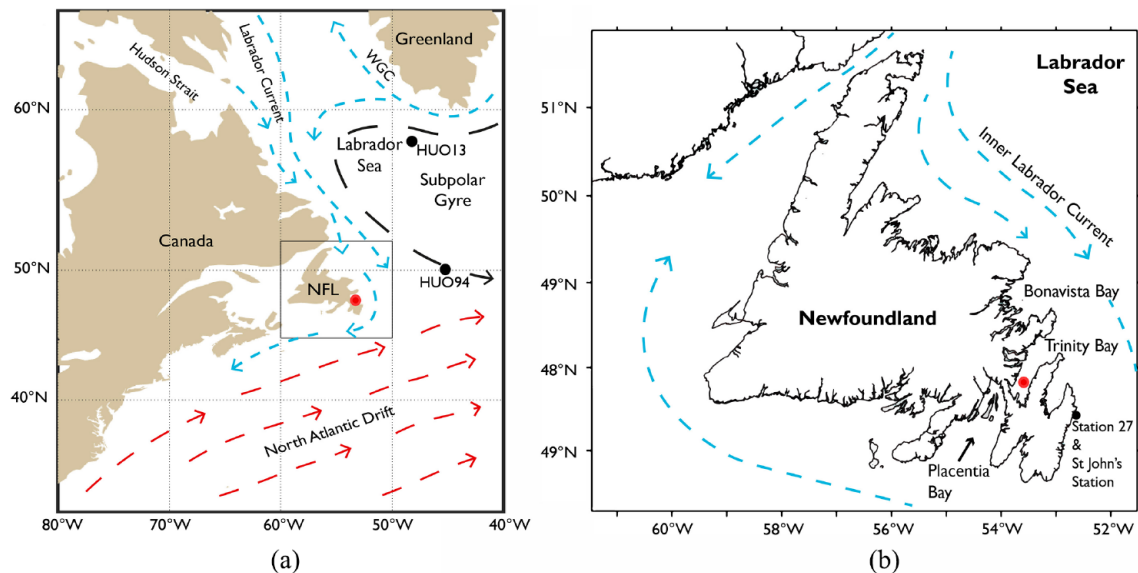 Greenland
WGC
Labrador Current
Hudson Strait
60°N
Labrador
Sea
HUO13
Subpolar
Gyre
Canada
50°N
NFL
HUO94
40°N
North Atlantic Drift
80°W
70°W
60°W
50°W
40°W
(a)
Labrador
Sea
51°N
Inner Labrador Current
50°N
49°N
Bonavista Bay
Newfoundland
Trinity Bay
48°N
Station 27
&
St John's
Station
Placentia
Bay
49°N
60°W
58°W
56°W
54°W
52°W
(b)